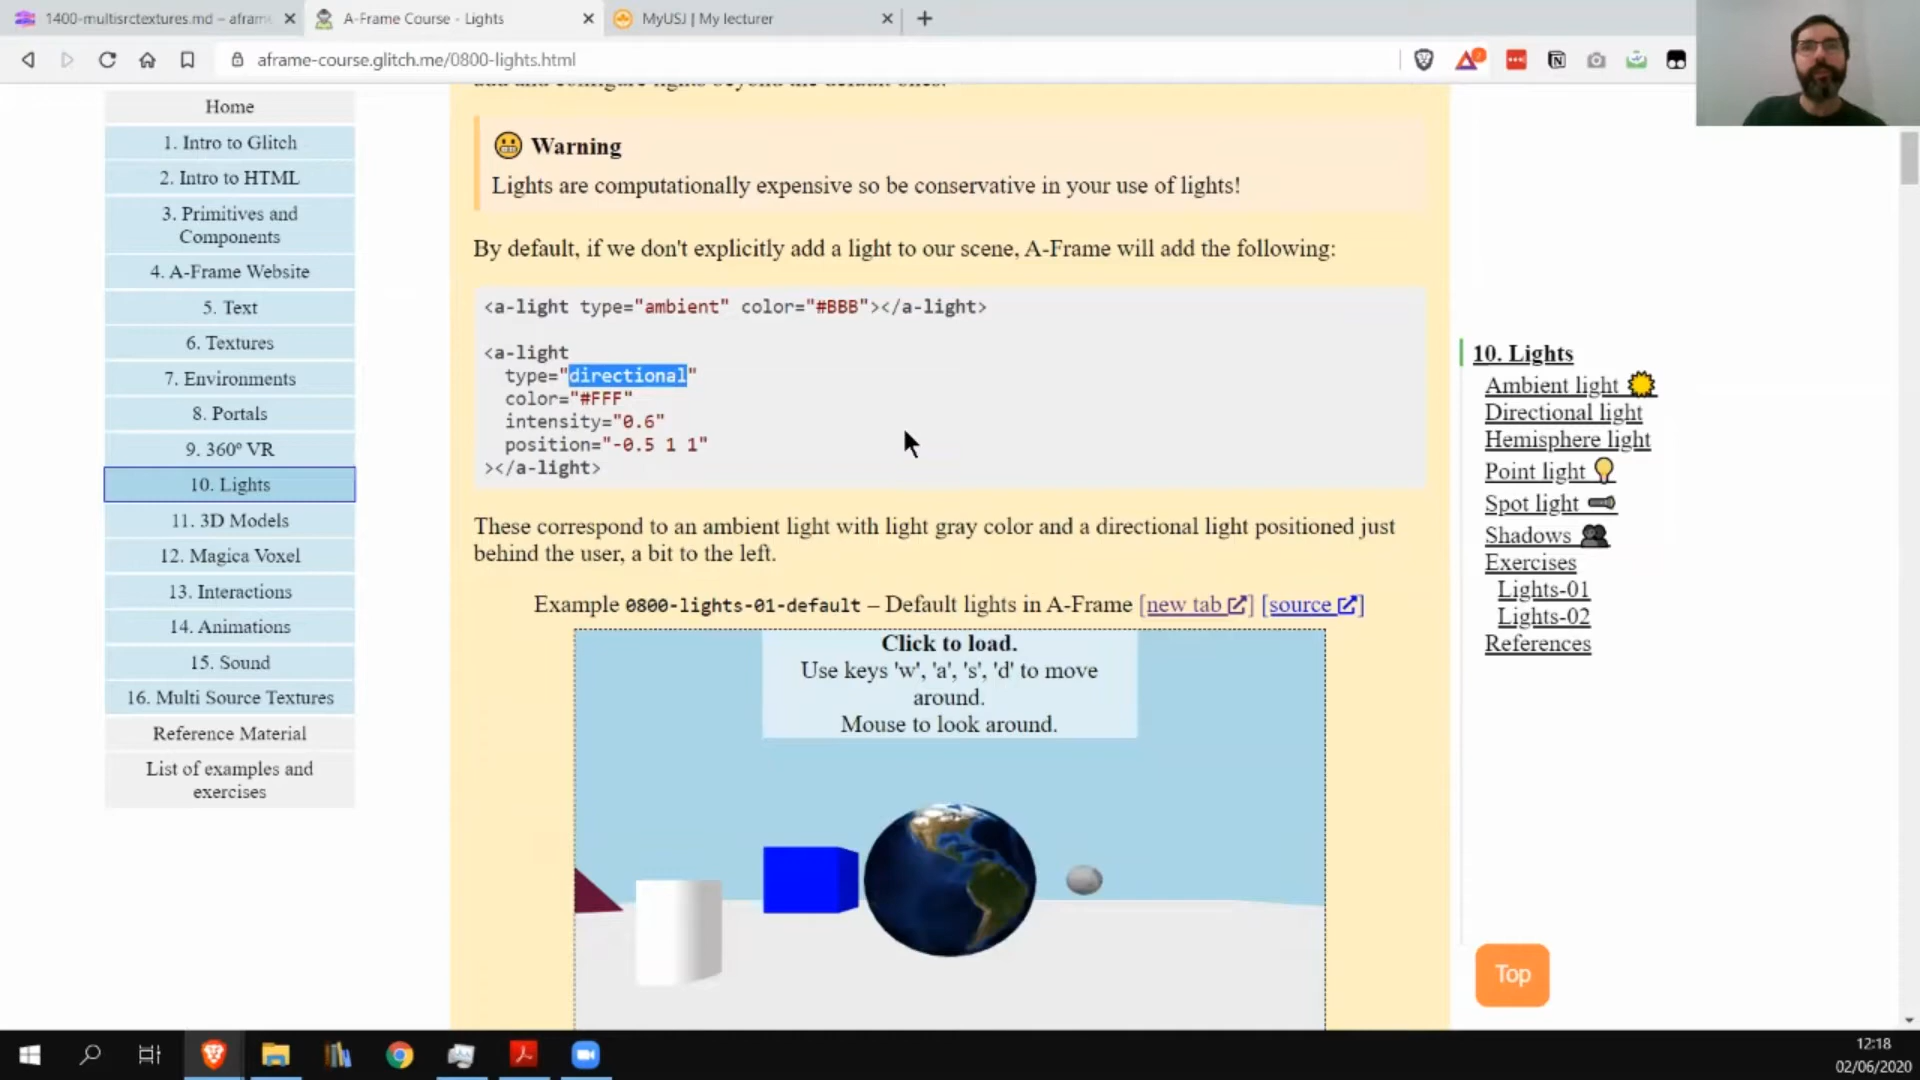 1400-multisrctextures.md – afram
A-Frame Course - Lights
MyUSJ | My lecturer
aframe-course.glitch.me/0800-lights.html
Home
1. Intro to Glitch
2. Intro to HTML
3. Primitives and
Components
4. A-Frame Website
5. Text
6. Textures
7. Environments
8. Portals
9. 360º VR
10. Lights
11. 3D Models
12. Magica Voxel
13. Interactions
14. Animations
15. Sound
16. Multi Source Textures
Reference Material
List of examples and
exercises
add and configure lights beyond the default ones.
Warning
Lights are computationally expensive so be conservative in your use of lights!
By default, if we don't explicitly add a light to our scene, A-Frame will add the following:
<a-light type="ambient" color="#BBB"></a-light>
<a-light
type="directional"
color="#FFF"
intensity="0.6"
position="-0.5 1 1"
></a-light>
These correspond to an ambient light with light gray color and a directional light positioned just
behind the user, a bit to the left.
Example 0800-lights-01-default – Default lights in A-Frame [new tab] [source]
Click to load.
Use keys 'w', 'a', 's', 'd' to move
around.
Mouse to look around.
10. Lights
Ambient light
Directional light
Hemisphere light
Point light
Spot light
Shadows
Exercises
Lights-01
Lights-02
References
Top
12:18
02/06/2020